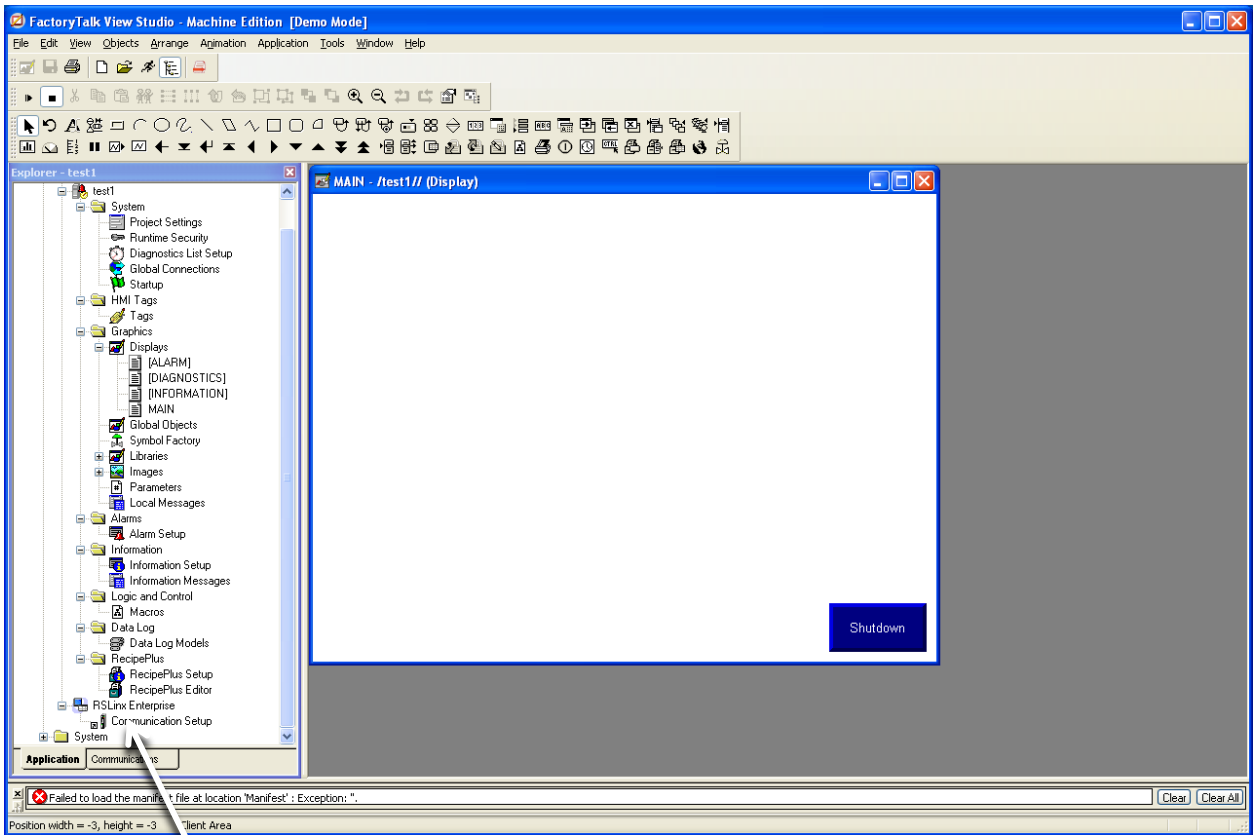 FactoryTalk View Studio - Machine Edition [Demo Mode]
File Edit View Objects Arrange Animation Application Tools Window Help
Explorer - test1
test1
System
Project Settings
Runtime Security
Diagnostics List Setup
Global Connections
Startup
HMI Tags
Tags
Graphics
Displays
[ALARM]
[DIAGNOSTICS]
[INFORMATION]
MAIN
Global Objects
Symbol Factory
Libraries
Images
Parameters
Local Messages
Alarms
Alarm Setup
Information
Information Setup
Information Messages
Logic and Control
Macros
Data Log
Data Log Models
RecipePlus
RecipePlus Setup
RecipePlus Editor
RSLinx Enterprise
Communication Setup
System
Application Communications
MAIN - /test1// (Display)
Shutdown
Failed to load the manifest file at location 'Manifest' : Exception: ''.
Clear Clear All
Position width = -3, height = -3 Client Area